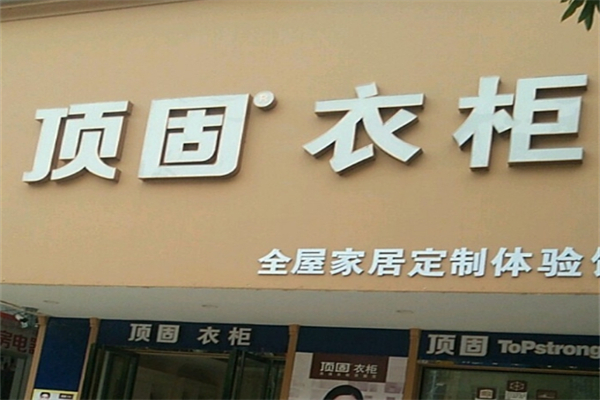 顶固® 衣柜
全屋家居定制体验
顶固 衣柜
顶固 ToPstrong
顶固 衣柜